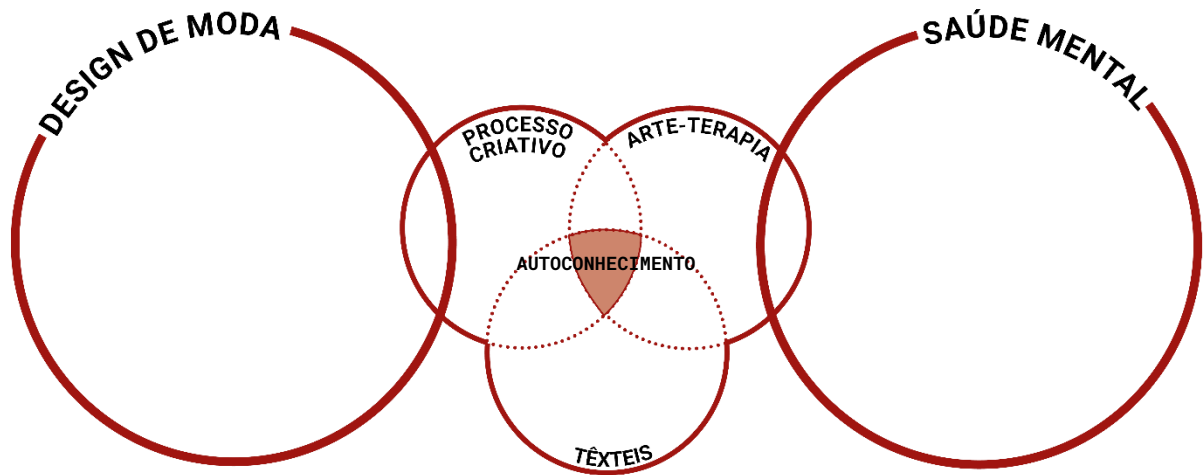 DESIGN DE MODA
SAÚDE MENTAL
PROCESSO
CRIATIVO
ARTE-TERAPIA
AUTOCONHECIMENTO
TÊXTEIS